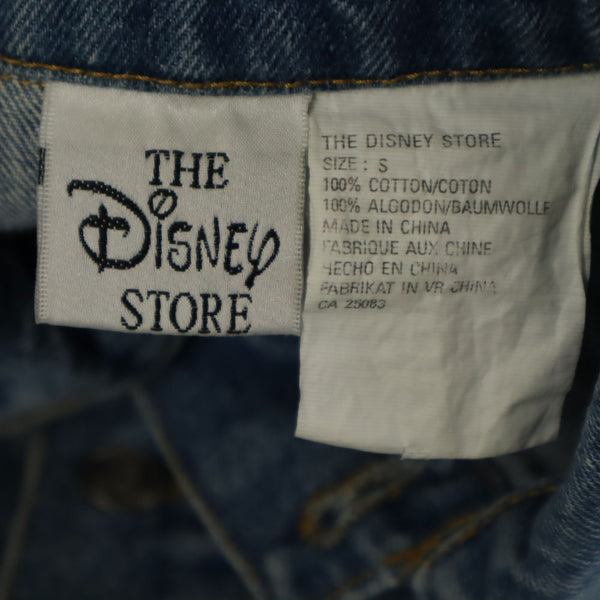 THE
DISNEY
STORE
THE DISNEY STORE
SIZE : S
100% COTTON/COTON
100% ALGODON/BAUMWOLLE
MADE IN CHINA
FABRIQUE AUX CHINE
HECHO EN CHINA
FABRIKAT IN VR CHINA
CA 25083